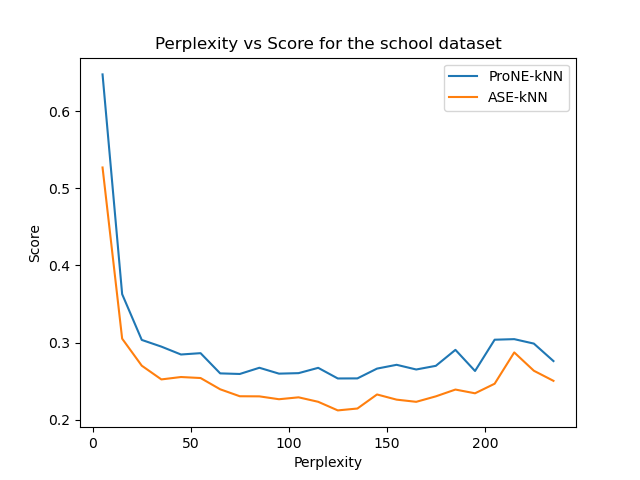 Perplexity vs Score for the school dataset
ProNE-kNN
ASE-kNN
0.6
0.5
0.4
0.3
0.2
Score
0 50 100 150 200
Perplexity